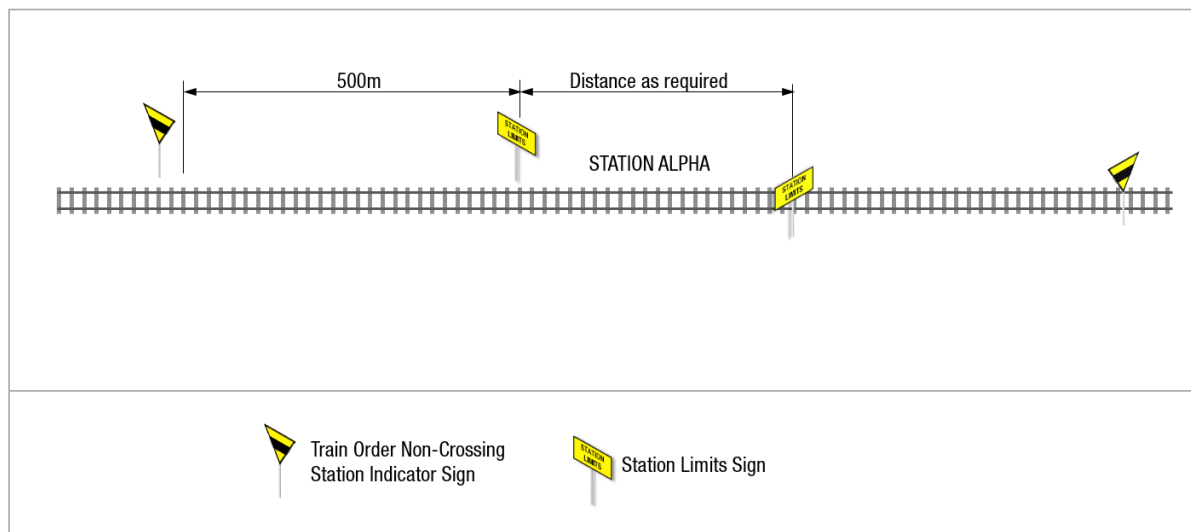 500m
Distance as required
STATION
LIMITS
STATION ALPHA
STATION
LIMITS
Train Order Non-Crossing
Station Indicator Sign
STATION
LIMITS
Station Limits Sign